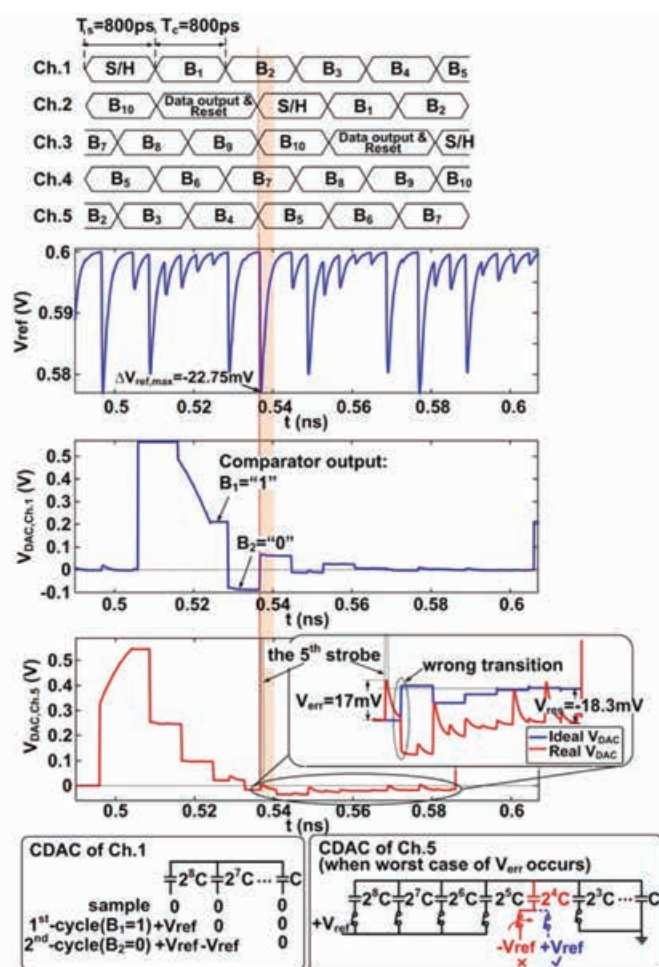 Ts=800ps Tc=800ps
Ch.1 S/H B1 B2 B3 B4 B5
Ch.2 B10 Data output & Reset S/H B1 B2
Ch.3 B7 B8 B9 B10 Data output & Reset S/H
Ch.4 B5 B6 B7 B8 B9 B10
Ch.5 B2 B3 B4 B5 B6 B7
0.6
0.59
0.58
Vref (V)
ΔVref,max=-22.75mV
0.5 0.52 0.54 0.56 0.58 0.6
t (ns)
0.5
0.4
0.3
0.2
0.1
0
-0.1
VDAC,Ch.1 (V)
Comparator output:
B1="1"
B2="0"
0.5 0.52 0.54 0.56 0.58 0.6
t (ns)
0.5
0.4
0.3
0.2
0.1
0
VDAC,Ch.5 (V)
the 5th strobe
wrong transition
Verr=17mV
Vres=-18.3mV
Ideal VDAC
Real VDAC
0.5 0.52 0.54 0.56 0.58 0.6
t (ns)
CDAC of Ch.1
2^8C 2^7C ... C
sample 0 0 0
1st-cycle(B1=1) +Vref 0 0
2nd-cycle(B2=0) +Vref -Vref 0
CDAC of Ch.5
(when worst case of Verr occurs)
2^8C 2^7C 2^6C 2^5C 2^4C 2^3C ... C
+Vref
-Vref +Vref
× ✓